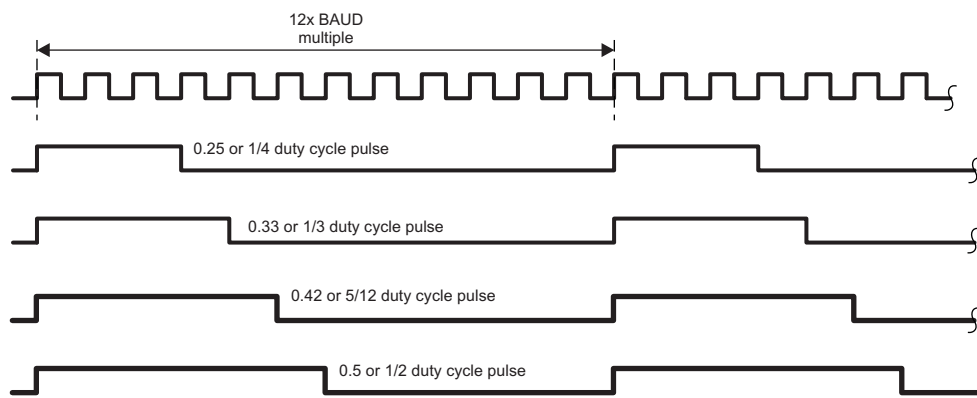 12x BAUD
multiple
0.25 or 1/4 duty cycle pulse
0.33 or 1/3 duty cycle pulse
0.42 or 5/12 duty cycle pulse
0.5 or 1/2 duty cycle pulse